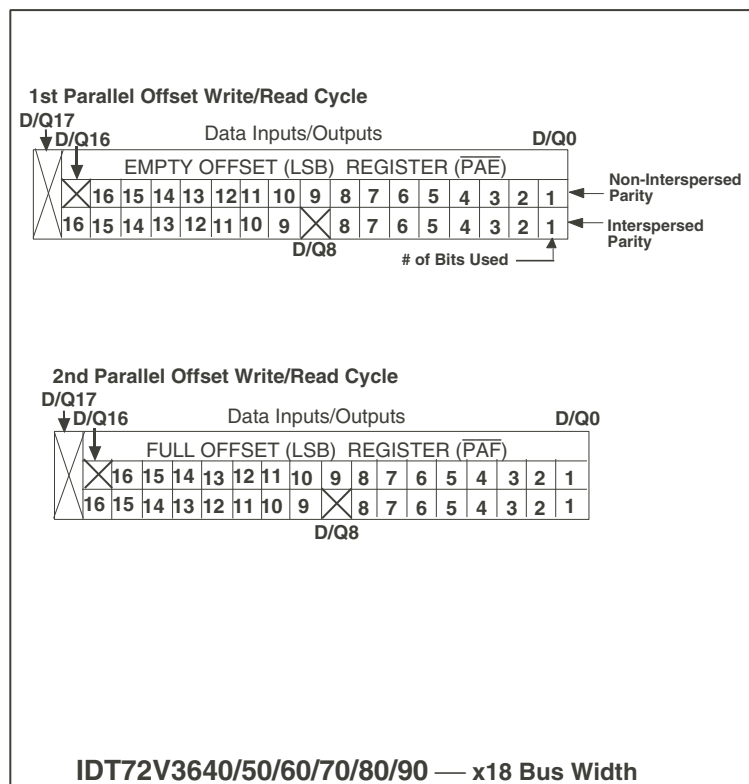 1st Parallel Offset Write/Read Cycle
D/Q17
D/Q16
Data Inputs/Outputs
D/Q0
EMPTY OFFSET (LSB) REGISTER (PAE)
16 15 14 13 12 11 10 9 8 7 6 5 4 3 2 1
Non-Interspersed
Parity
16 15 14 13 12 11 10 9 8 7 6 5 4 3 2 1
Interspersed
Parity
D/Q8
# of Bits Used
2nd Parallel Offset Write/Read Cycle
D/Q17
D/Q16
Data Inputs/Outputs
D/Q0
FULL OFFSET (LSB) REGISTER (PAF)
16 15 14 13 12 11 10 9 8 7 6 5 4 3 2 1
16 15 14 13 12 11 10 9 8 7 6 5 4 3 2 1
D/Q8
IDT72V3640/50/60/70/80/90 — x18 Bus Width